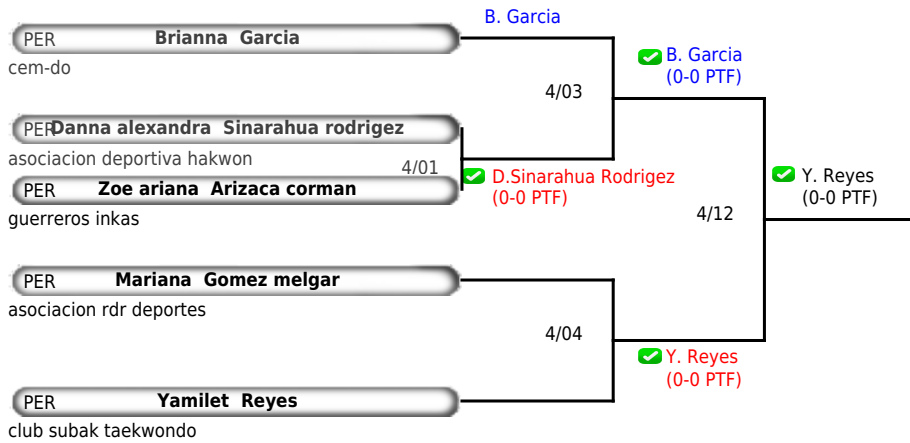 B. Garcia
PER Brianna Garcia
cem-do
B. Garcia
(0-0 PTF)
4/03
PER Danna alexandra Sinarahua rodrigez
asociacion deportiva hakwon
4/01
D.Sinarahua Rodrigez
(0-0 PTF)
PER Zoe ariana Arizaca corman
guerreros inkas
Y. Reyes
(0-0 PTF)
4/12
PER Mariana Gomez melgar
asociacion rdr deportes
4/04
Y. Reyes
(0-0 PTF)
PER Yamilet Reyes
club subak taekwondo